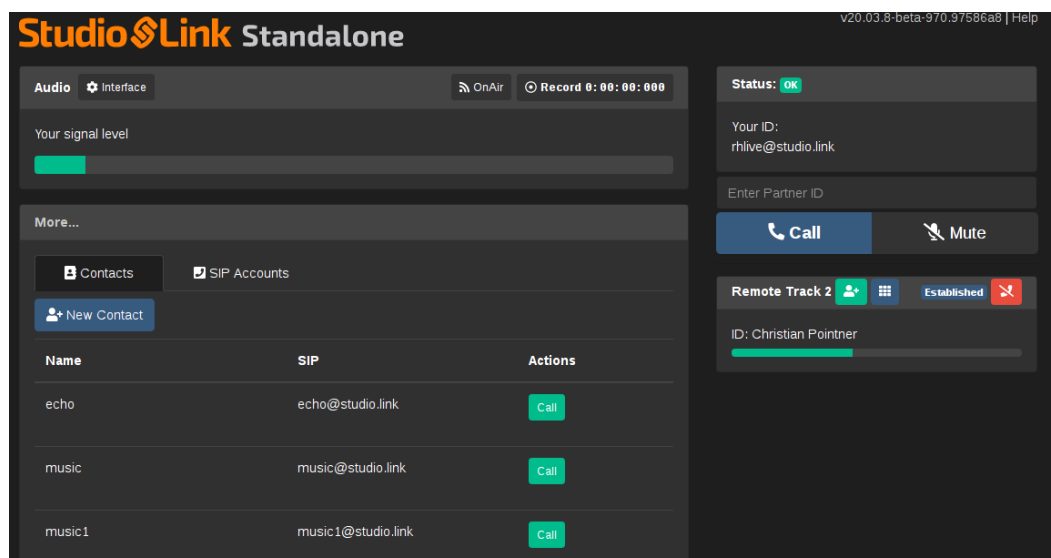 Studio Link Standalone
v20.03.8-beta-970.97586a8 | Help
Audio Interface OnAir Record 0:00:00:000
Your signal level
More...
Contacts SIP Accounts
New Contact
Name SIP Actions
echo echo@studio.link Call
music music@studio.link Call
music1 music1@studio.link Call
Status: OK
Your ID:
rhlive@studio.link
Enter Partner ID
Call Mute
Remote Track 2 Established
ID: Christian Pointner